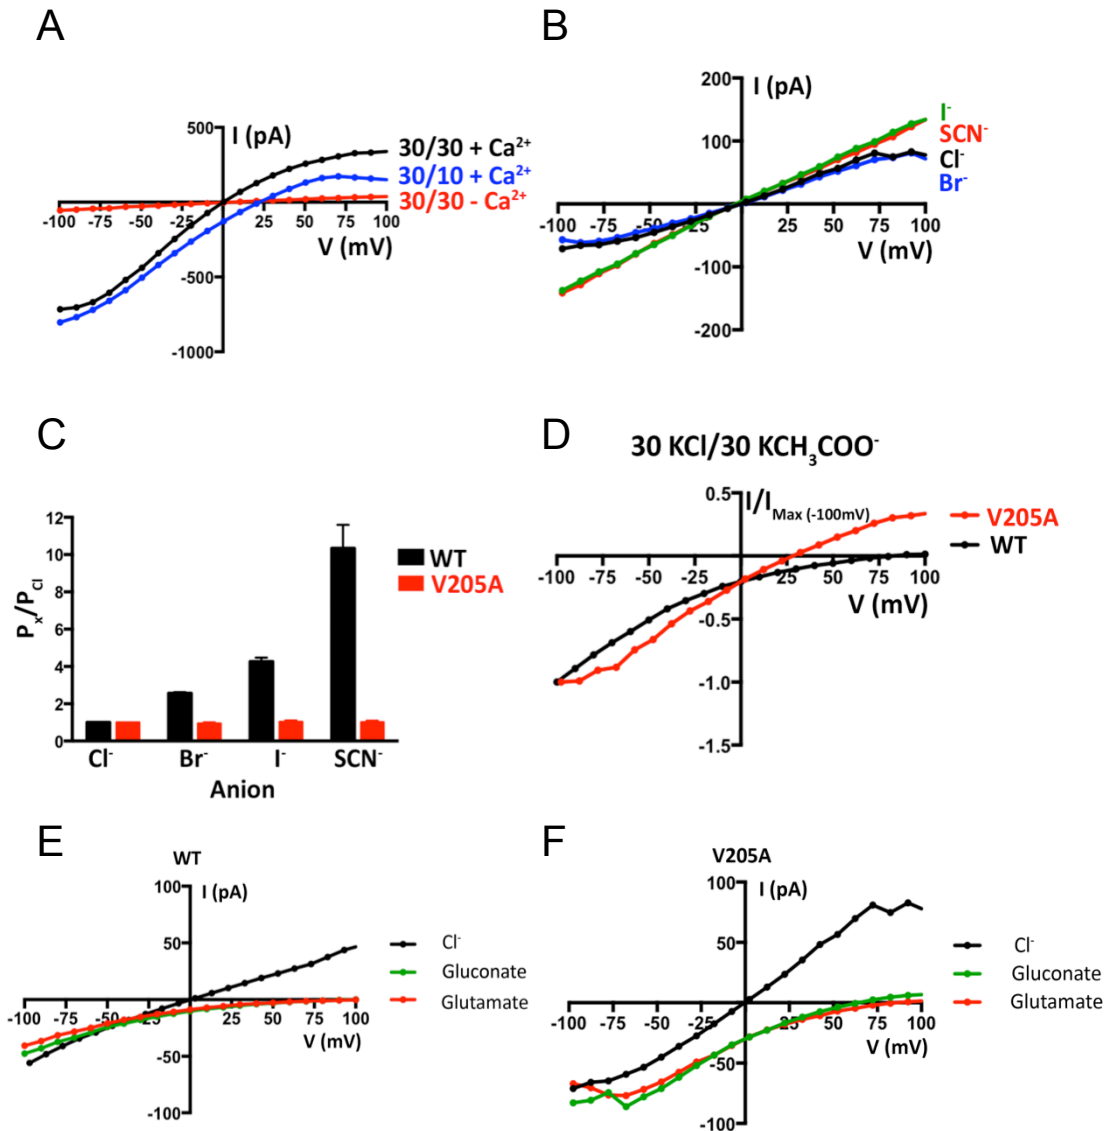 A
I (pA)
500
-500
-1000
-100 -75 -50 -25 25 50 75 100
V (mV)
30/30 + Ca²⁺
30/10 + Ca²⁺
30/30 - Ca²⁺
B
200
100
-100
-200
I (pA)
-100 -75 -50 -25 25 50 75 100
V (mV)
I⁻
SCN⁻
Cl⁻
Br⁻
C
12
10
8
6
4
2
0
Pₓ/P_Cl
WT
V205A
Cl⁻ Br⁻ I⁻ SCN⁻
Anion
D
30 KCl/30 KCH₃COO⁻
0.5
-0.5
-1.0
-1.5
I/I_Max (-100mV)
-100 -75 -50 -25 25 50 75 100
V (mV)
V205A
WT
E
WT
100
50
-50
-100
I (pA)
-100 -75 -50 -25 25 50 75 100
V (mV)
Cl⁻
Gluconate
Glutamate
F
V205A
100
50
-50
-100
I (pA)
-100 -75 -50 -25 25 50 75 100
V (mV)
Cl⁻
Gluconate
Glutamate